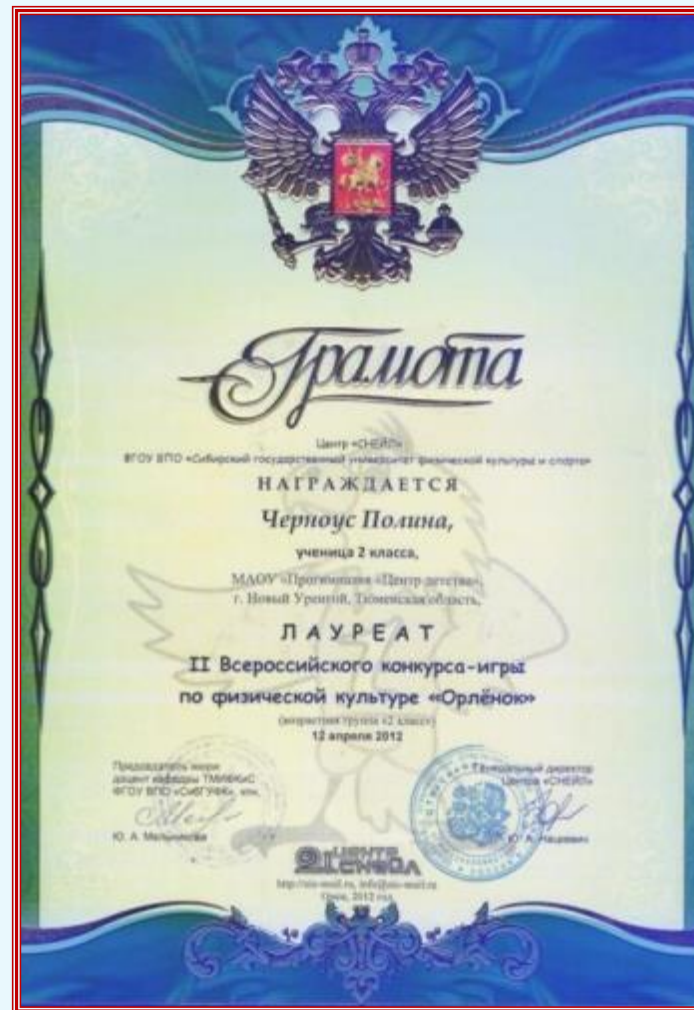 Грамота
Центр «СНЕЙЛ»
ФГОУ ВПО «Сибирский государственный университет физической культуры и спорта»
НАГРАЖДАЕТСЯ
Черноус Полина,
ученица 2 класса,
МАОУ «Прогимназия «Центр детства»,
г. Новый Уренгой, Тюменская область,
ЛАУРЕАТ
II Всероссийского конкурса-игры
по физической культуре «Орлёнок»
(возрастная группа «2 класс»)
12 апреля 2012
Председатель жюри
доцент кафедры ТМИФКиС
ФГОУ ВПО «СибГУФК», кпн,
Ю. А. Мельникова
Генеральный директор
Центра «СНЕЙЛ»
Ю. А. Нацкевич
ЦЕНТР
СНЕЙЛ
Омск, 2012 год